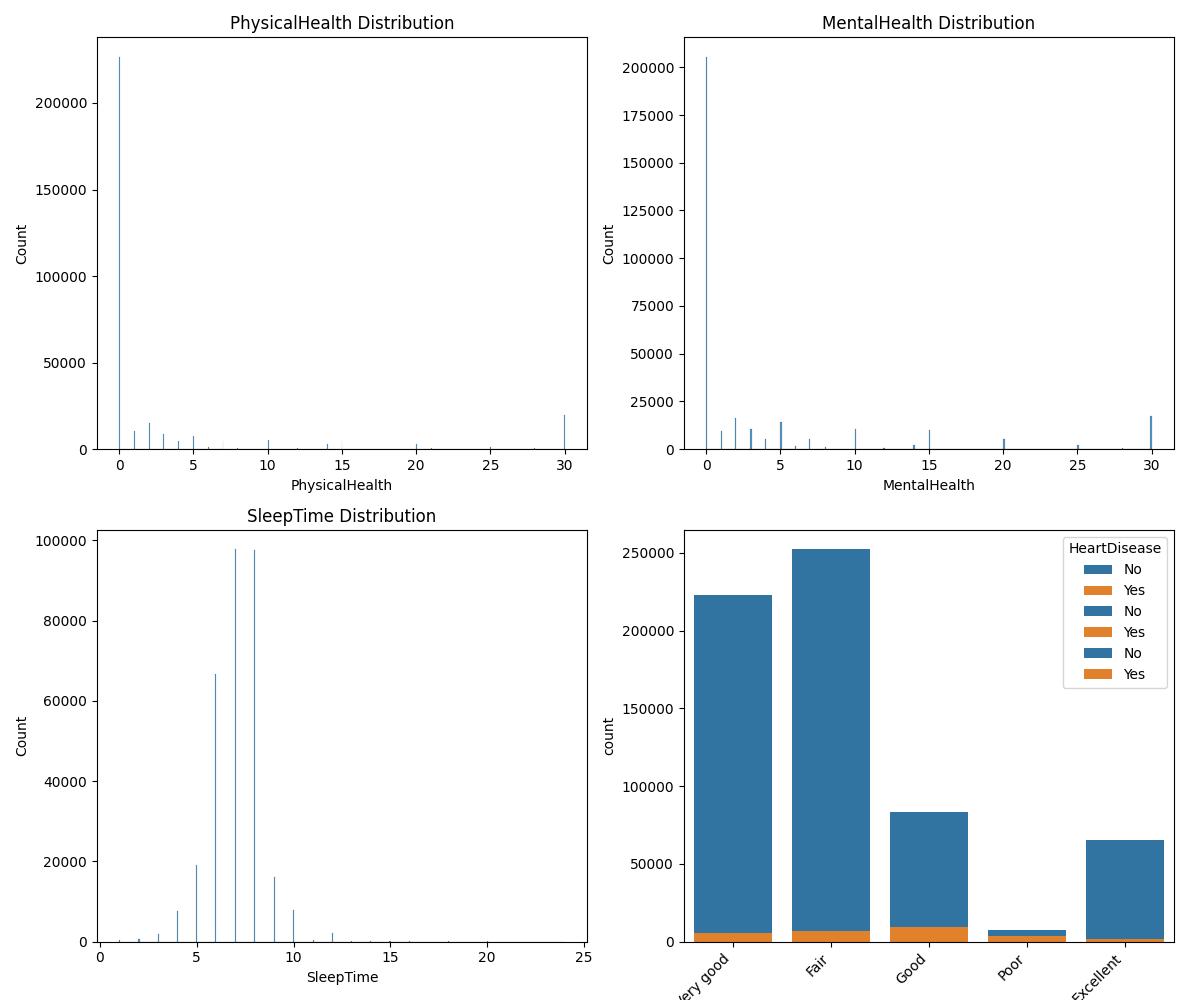 PhysicalHealth Distribution
Count
200000
150000
100000
50000
0
0 5 10 15 20 25 30
PhysicalHealth
MentalHealth Distribution
Count
200000
175000
150000
125000
100000
75000
50000
25000
0
0 5 10 15 20 25 30
MentalHealth
SleepTime Distribution
Count
100000
80000
60000
40000
20000
0
0 5 10 15 20 25
SleepTime
count
250000
200000
150000
100000
50000
0
HeartDisease
No
Yes
No
Yes
No
Yes
ery good
Fair
Good
Poor
Excellent